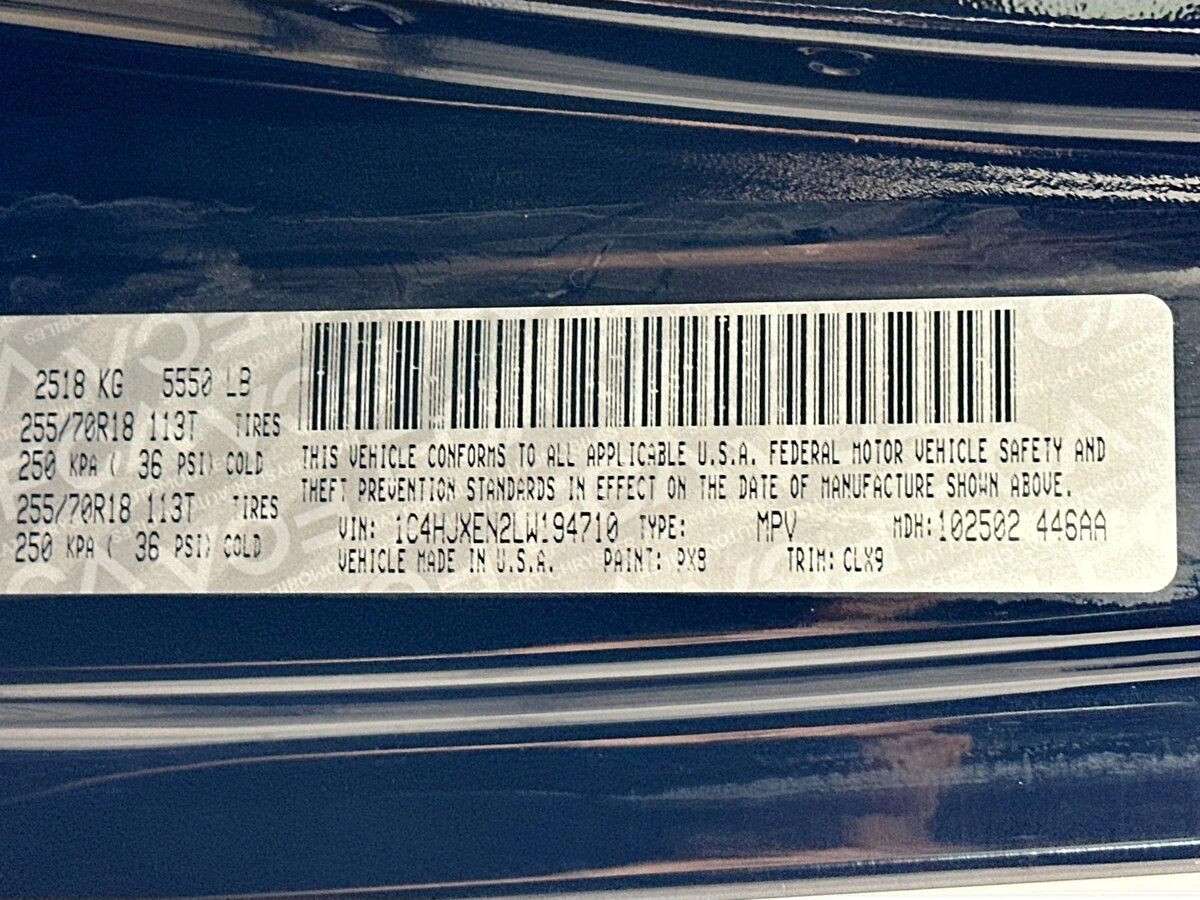 2518 KG 5550 LB
255/70R18 113T TIRES
250 KPA ( 36 PSI) COLD
255/70R18 113T TIRES
250 KPA ( 36 PSI) COLD
THIS VEHICLE CONFORMS TO ALL APPLICABLE U.S.A. FEDERAL MOTOR VEHICLE SAFETY AND
THEFT PREVENTION STANDARDS IN EFFECT ON THE DATE OF MANUFACTURE SHOWN ABOVE.
VIN: 1C4HJXEN2LW194710 TYPE: MPV MDH: 102502 446AA
VEHICLE MADE IN U.S.A. PAINT: PX8 TRIM: CLX9